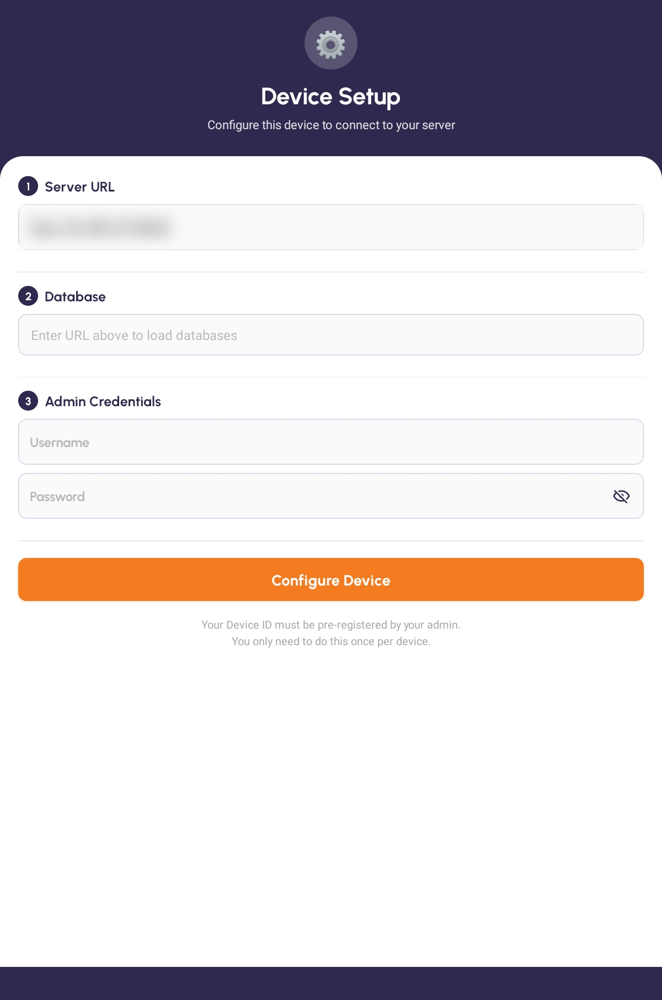 Device Setup
Configure this device to connect to your server
1 Server URL
2 Database
Enter URL above to load databases
3 Admin Credentials
Username
Password
Configure Device
Your Device ID must be pre-registered by your admin.
You only need to do this once per device.